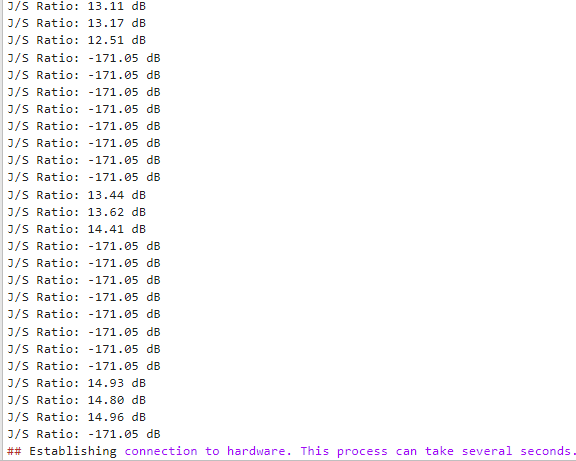 J/S Ratio: 13.11 dB
J/S Ratio: 13.17 dB
J/S Ratio: 12.51 dB
J/S Ratio: -171.05 dB
J/S Ratio: -171.05 dB
J/S Ratio: -171.05 dB
J/S Ratio: -171.05 dB
J/S Ratio: -171.05 dB
J/S Ratio: -171.05 dB
J/S Ratio: -171.05 dB
J/S Ratio: -171.05 dB
J/S Ratio: 13.44 dB
J/S Ratio: 13.62 dB
J/S Ratio: 14.41 dB
J/S Ratio: -171.05 dB
J/S Ratio: -171.05 dB
J/S Ratio: -171.05 dB
J/S Ratio: -171.05 dB
J/S Ratio: -171.05 dB
J/S Ratio: -171.05 dB
J/S Ratio: -171.05 dB
J/S Ratio: -171.05 dB
J/S Ratio: 14.93 dB
J/S Ratio: 14.80 dB
J/S Ratio: 14.96 dB
J/S Ratio: -171.05 dB
## Establishing connection to hardware. This process can take several seconds.